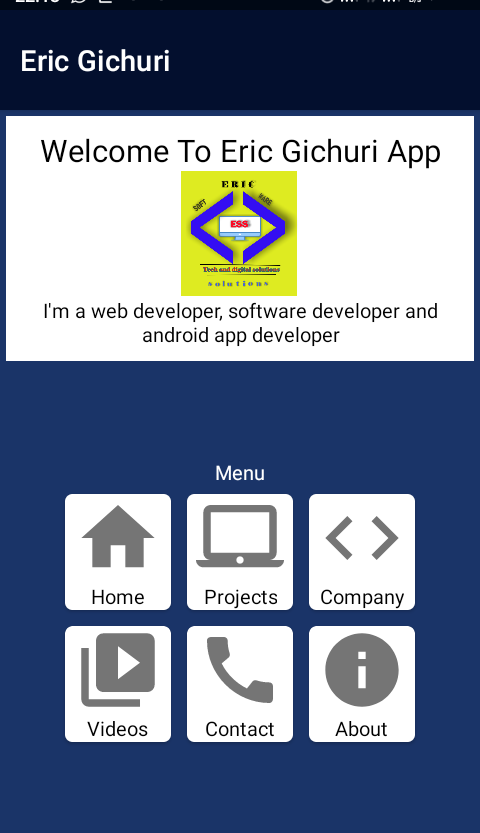 Eric Gichuri
Welcome To Eric Gichuri App
ERIC
SOFT
WARE
ESS
Tech and digital solutions
solutions
I'm a web developer, software developer and
android app developer
Menu
Home
Projects
Company
Videos
Contact
About